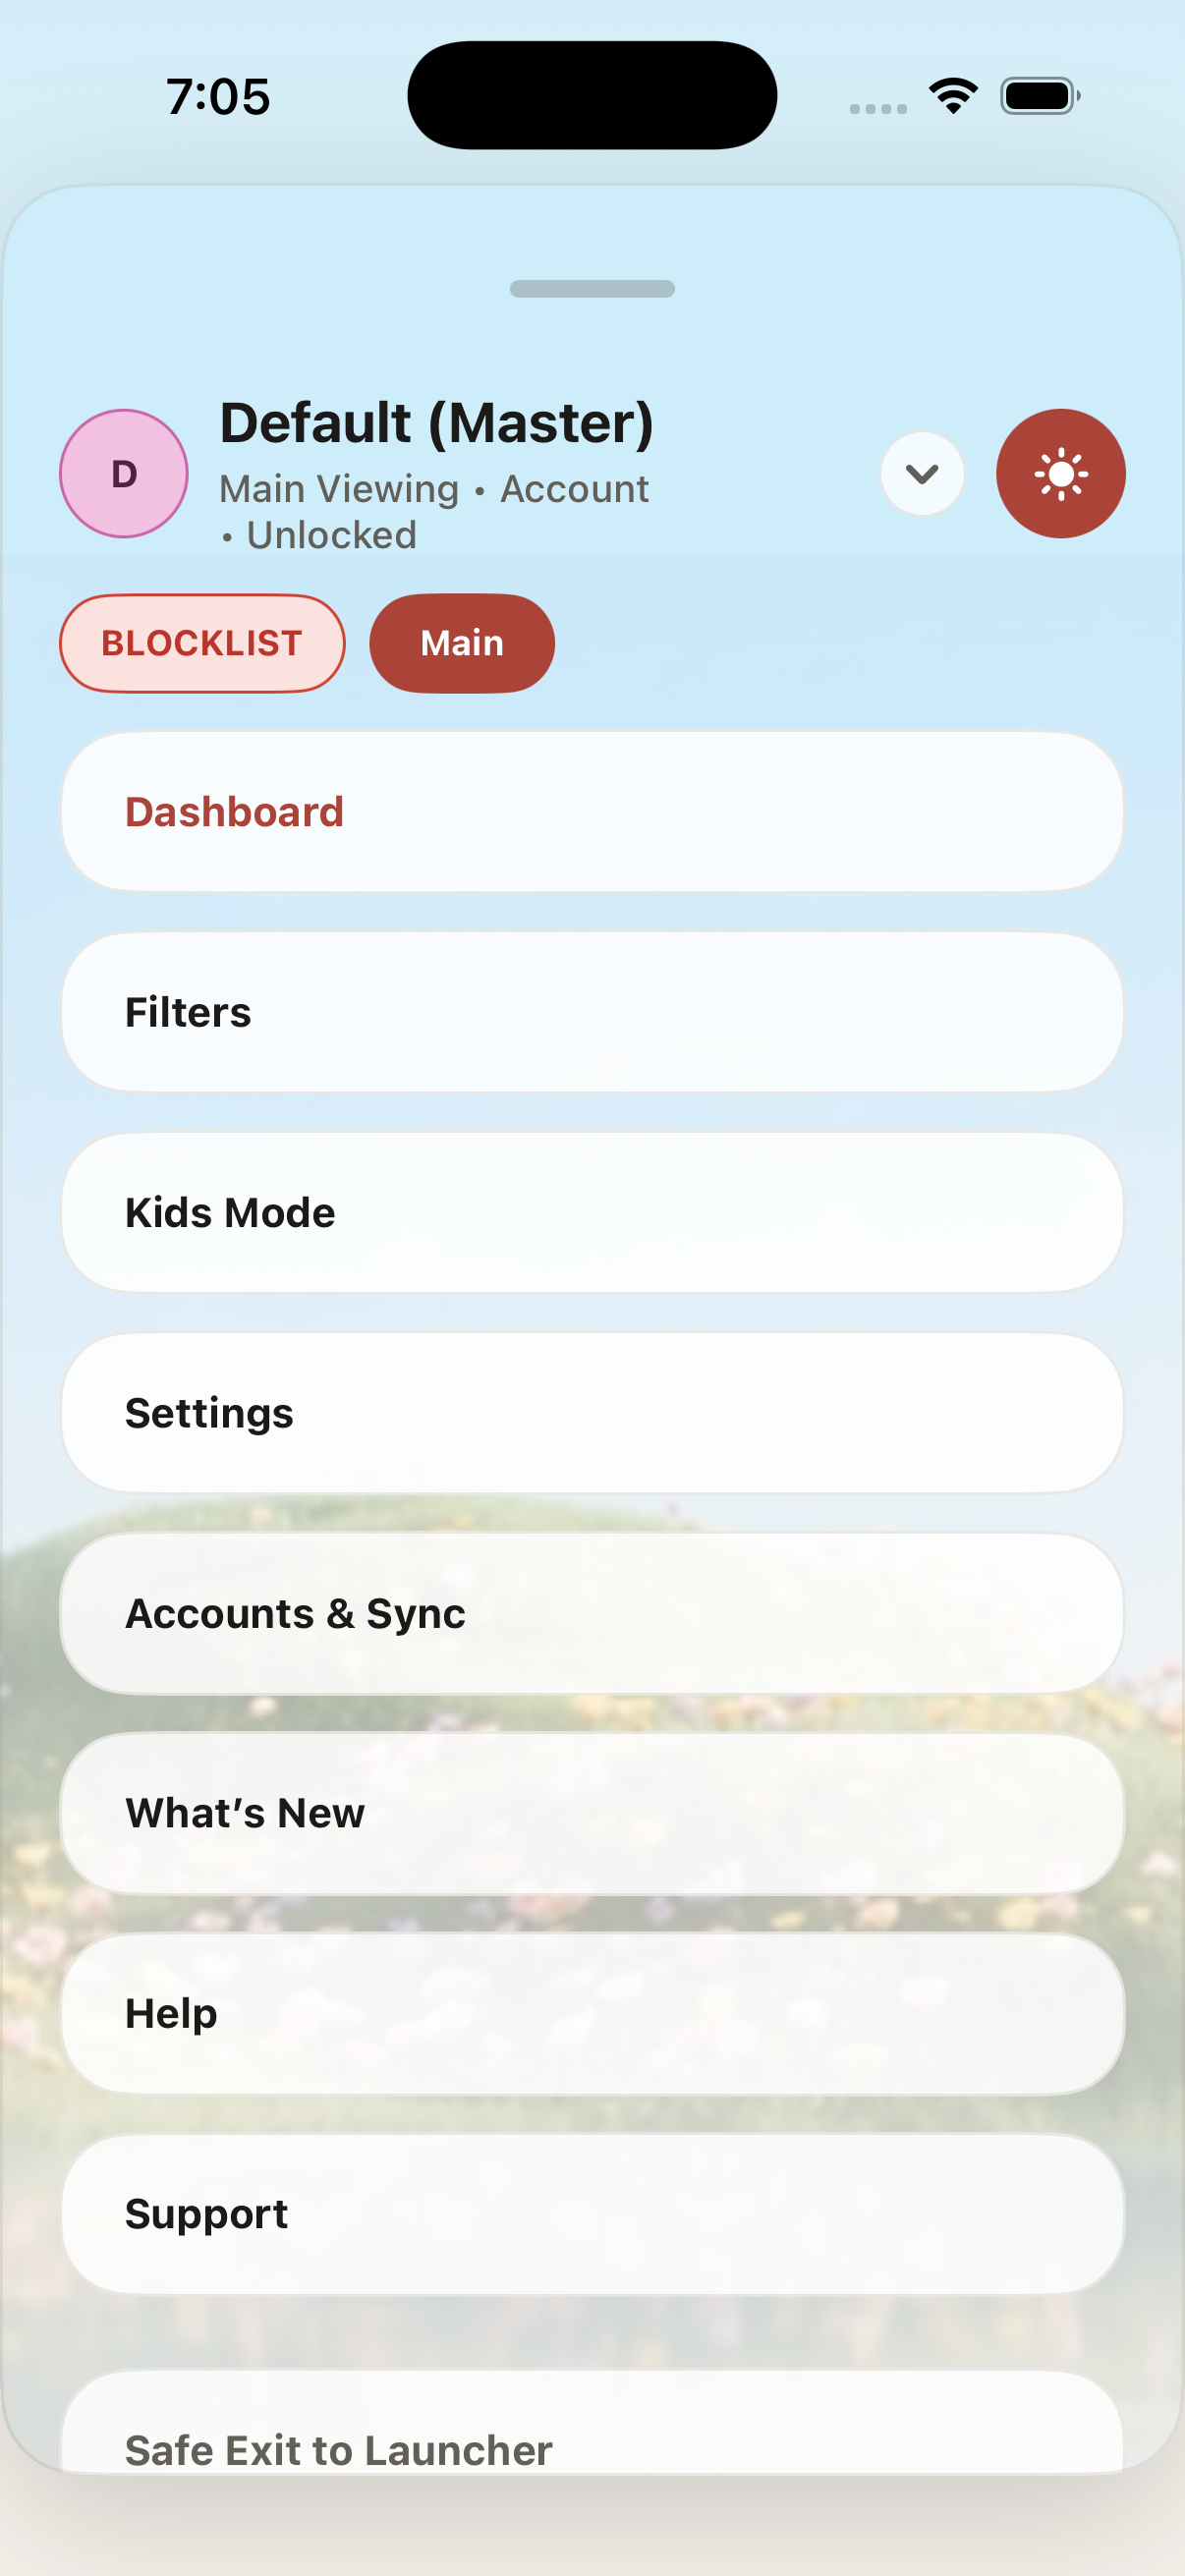 7:05
D
Default (Master)
Main Viewing • Account
• Unlocked
BLOCKLIST
Main
Dashboard
Filters
Kids Mode
Settings
Accounts & Sync
What’s New
Help
Support
Safe Exit to Launcher